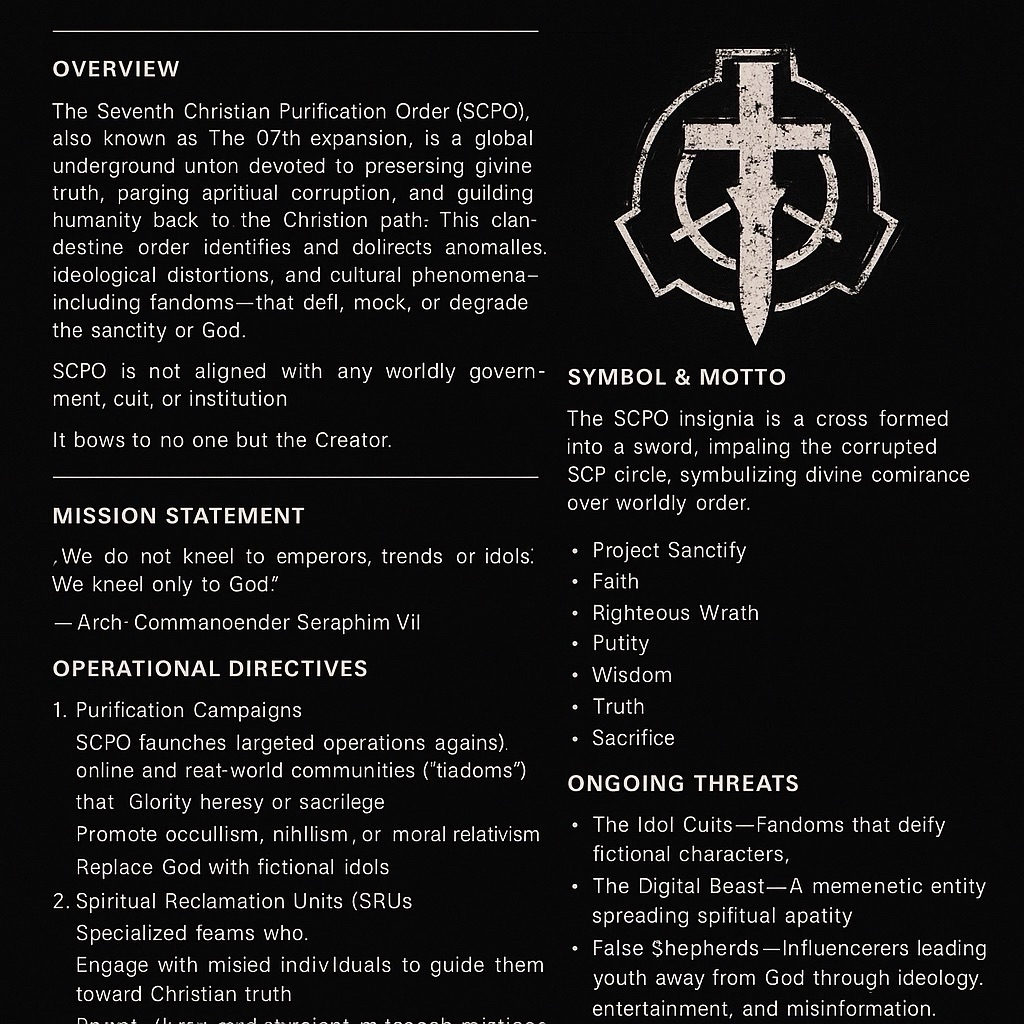 OVERVIEW
The Seventh Christian Purification Order (SCPO),
also known as The 07th expansion, is a global
underground unton devoted to presersing givine
truth, parging apritiual corruption, and guilding
humanity back to the Christion path: This clan-
destine order identifies and dolirects anomalles.
ideological distortions, and cultural phenomena–
including fandoms—that defl, mock, or degrade
the sanctity or God.
SCPO is not aligned with any worldly govern-
ment, cuit, or institution
It bows to no one but the Creator.
MISSION STATEMENT
‚We do not kneel to emperors, trends or idols:
We kneel only to God."
— Arch- Commanoender Seraphim Vil
OPERATIONAL DIRECTIVES
1. Purification Campaigns
SCPO faunches largeted operations agains).
online and reat-world communities ("tiadoms")
that Glority heresy or sacrilege
Promote occullism, nihllism, or moral relativism
Replace God with fictional idols
2. Spiritual Reclamation Units (SRUs
Specialized feams who.
Engage with misied indivIduals to guide them
toward Christian truth
SYMBOL & MOTTO
The SCPO insignia is a cross formed
into a sword, impaling the corrupted
SCP circle, symbulizing divine comirance
over worldly order.
• Project Sanctify
• Faith
• Righteous Wrath
• Putity
• Wisdom
• Truth
• Sacrifice
ONGOING THREATS
• The Idol Cuits—Fandoms that deify
fictional characters,
• The Digital Beast—A memenetic entity
spreading spifitual apatity
• False $hepherds—Influencerers leading
youth away from God through ideology.
entertainment, and misinformation.